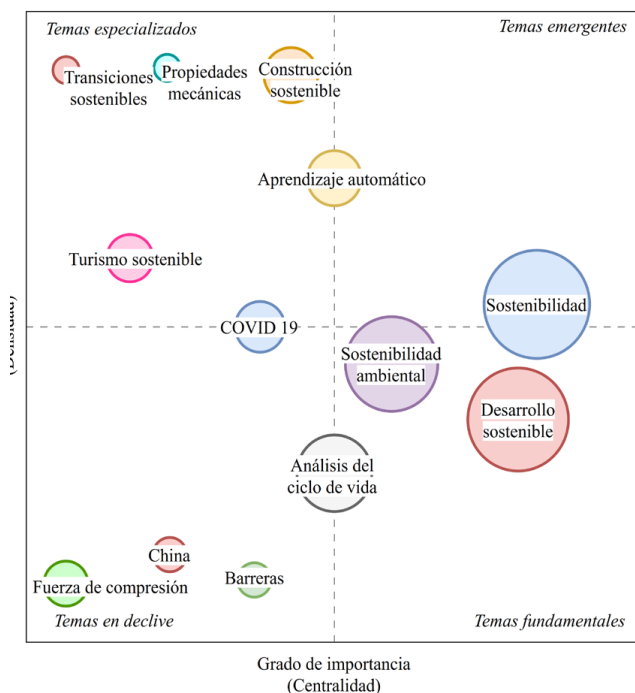 Temas especializados
Temas emergentes
Transiciones
sostenibles
Propiedades
mecánicas
Construcción
sostenible
Aprendizaje automático
Turismo sostenible
Sostenibilidad
COVID 19
Sostenibilidad
ambiental
Desarrollo
sostenible
Análisis del
ciclo de vida
China
Fuerza de compresión
Barreras
Temas en declive
Temas fundamentales
Grado de importancia
(Centralidad)